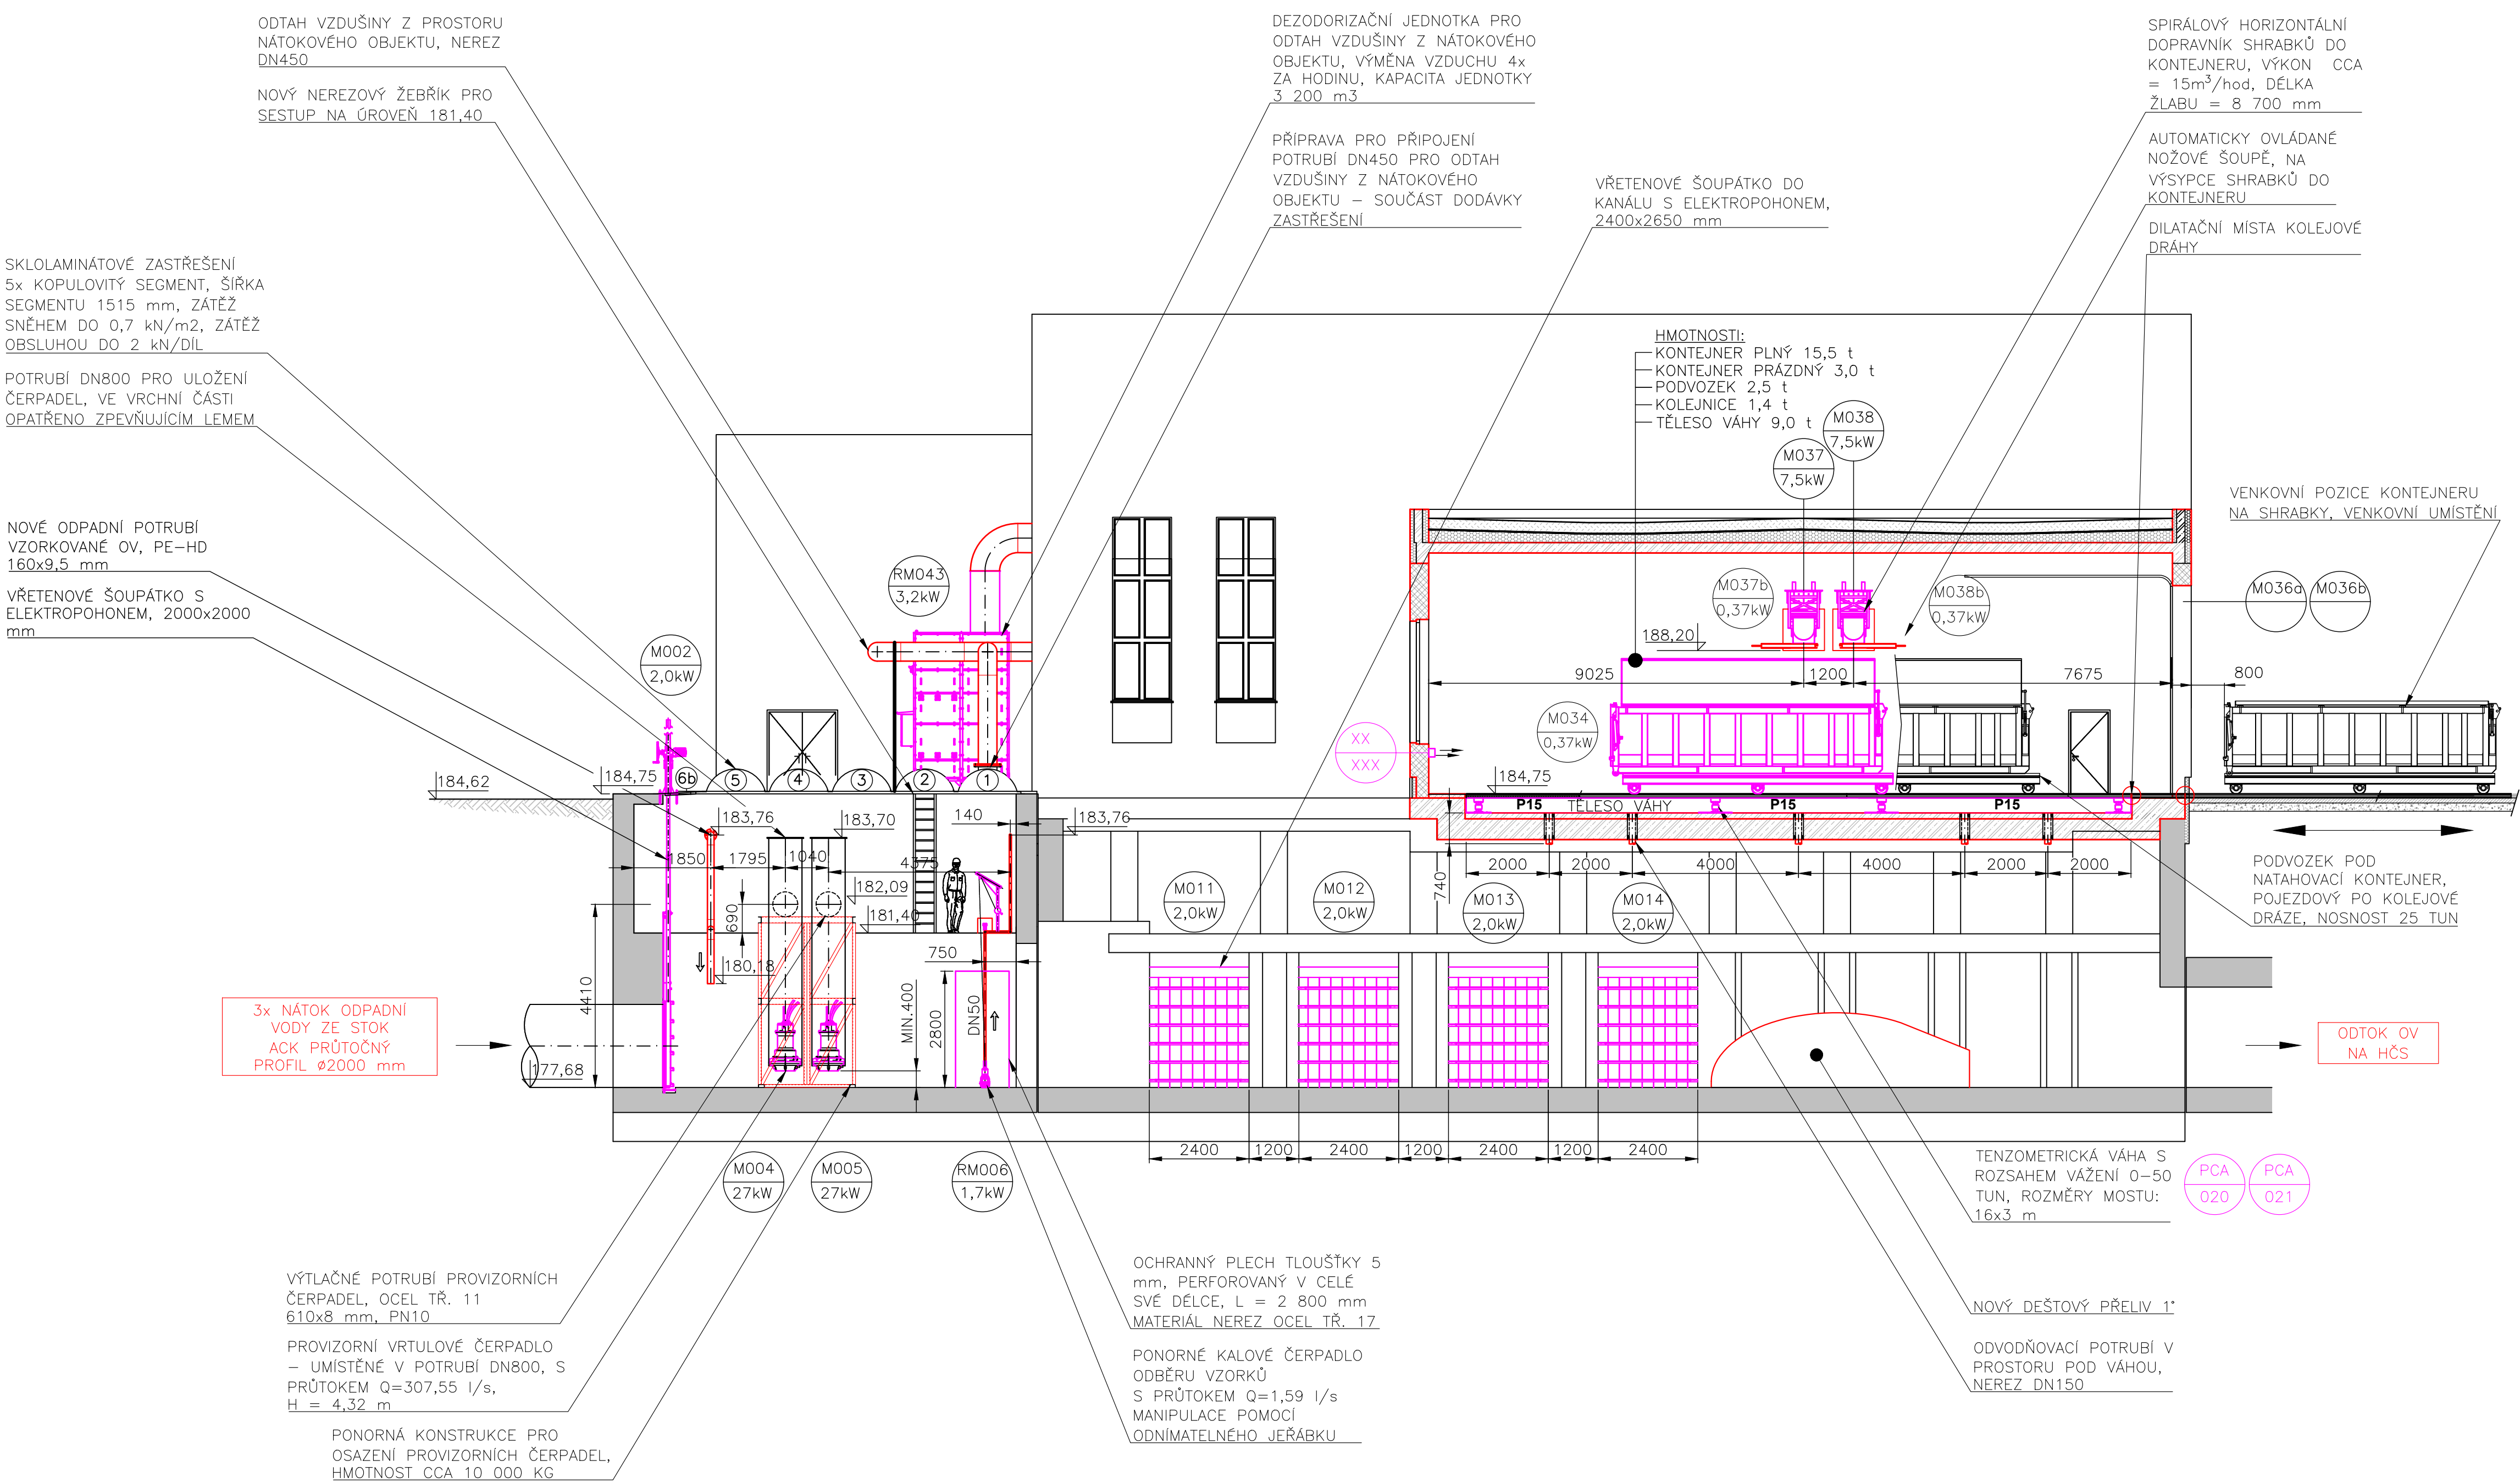 ODTAH VZDUŠINY Z PROSTORU
NÁTOKOVÉHO OBJEKTU, NEREZ
DN450
NOVÝ NEREZOVÝ ŽEBŘÍK PRO
SESTUP NA ÚROVEŇ 181,40
DEZODORIZAČNÍ JEDNOTKA PRO
ODTAH VZDUŠINY Z NÁTOKOVÉHO
OBJEKTU, VÝMĚNA VZDUCHU 4x
ZA HODINU, KAPACITA JEDNOTKY
3 200 m3
PŘÍPRAVA PRO PŘIPOJENÍ
POTRUBÍ DN450 PRO ODTAH
VZDUŠINY Z NÁTOKOVÉHO
OBJEKTU – SOUČÁST DODÁVKY
ZASTŘEŠENÍ
VŘETENOVÉ ŠOUPÁTKO DO
KANÁLU S ELEKTROPOHONEM,
2400x2650 mm
SPIRÁLOVÝ HORIZONTÁLNÍ
DOPRAVNÍK SHRABKŮ DO
KONTEJNERU, VÝKON CCA
= 15m³/hod, DÉLKA
ŽLABU = 8 700 mm
AUTOMATICKY OVLÁDANÉ
NOŽOVÉ ŠOUPĚ, NA
VÝSYPCE SHRABKŮ DO
KONTEJNERU
DILATAČNÍ MÍSTA KOLEJOVÉ
DRÁHY
SKLOLAMINÁTOVÉ ZASTŘEŠENÍ
5x KOPULOVITÝ SEGMENT, ŠÍŘKA
SEGMENTU 1515 mm, ZÁTĚŽ
SNĚHEM DO 0,7 kN/m2, ZÁTĚŽ
OBSLUHOU DO 2 kN/DÍL
POTRUBÍ DN800 PRO ULOŽENÍ
ČERPADEL, VE VRCHNÍ ČÁSTI
OPATŘENO ZPEVŇUJÍCÍM LEMEM
NOVÉ ODPADNÍ POTRUBÍ
VZORKOVANÉ OV, PE–HD
160x9,5 mm
VŘETENOVÉ ŠOUPÁTKO S
ELEKTROPOHONEM, 2000x2000
mm
HMOTNOSTI:
KONTEJNER PLNÝ 15,5 t
KONTEJNER PRÁZDNÝ 3,0 t
PODVOZEK 2,5 t
KOLEJNICE 1,4 t
TĚLESO VÁHY 9,0 t
M038
7,5kW
M037
7,5kW
VENKOVNÍ POZICE KONTEJNERU
NA SHRABKY, VENKOVNÍ UMÍSTĚNÍ
RM043
3,2kW
M037b
0,37kW
M038b
0,37kW
M036a
M036b
M002
2,0kW
188,20
9025
1200
7675
800
M034
0,37kW
XX
XXX
184,62
184,75
6b
5
4
3
2
1
184,75
P15
TĚLESO VÁHY
P15
P15
183,76
183,70
140
183,76
1850
1795
1040
4375
182,09
181,40
690
180,18
750
4410
MIN.400
2800
DN50
177,68
740
2000
2000
4000
4000
2000
2000
M011
2,0kW
M012
2,0kW
M013
2,0kW
M014
2,0kW
PODVOZEK POD
NATAHOVACÍ KONTEJNER,
POJEZDOVÝ PO KOLEJOVÉ
DRÁZE, NOSNOST 25 TUN
3x NÁTOK ODPADNÍ
VODY ZE STOK
ACK PRŮTOČNÝ
PROFIL ø2000 mm
ODTOK OV
NA HČS
2400
1200
2400
1200
2400
1200
2400
M004
27kW
M005
27kW
RM006
1,7kW
TENZOMETRICKÁ VÁHA S
ROZSAHEM VÁŽENÍ 0–50
TUN, ROZMĚRY MOSTU:
16x3 m
PCA
020
PCA
021
VÝTLAČNÉ POTRUBÍ PROVIZORNÍCH
ČERPADEL, OCEL TŘ. 11
610x8 mm, PN10
PROVIZORNÍ VRTULOVÉ ČERPADLO
– UMÍSTĚNÉ V POTRUBÍ DN800, S
PRŮTOKEM Q=307,55 l/s,
H = 4,32 m
PONORNÁ KONSTRUKCE PRO
OSAZENÍ PROVIZORNÍCH ČERPADEL,
HMOTNOST CCA 10 000 KG
OCHRANNÝ PLECH TLOUŠŤKY 5
mm, PERFOROVANÝ V CELÉ
SVÉ DÉLCE, L = 2 800 mm
MATERIÁL NEREZ OCEL TŘ. 17
PONORNÉ KALOVÉ ČERPADLO
ODBĚRU VZORKŮ
S PRŮTOKEM Q=1,59 l/s
MANIPULACE POMOCÍ
ODNÍMATELNÉHO JEŘÁBKU
NOVÝ DEŠTOVÝ PŘELIV 1°
ODVODŇOVACÍ POTRUBÍ V
PROSTORU POD VÁHOU,
NEREZ DN150